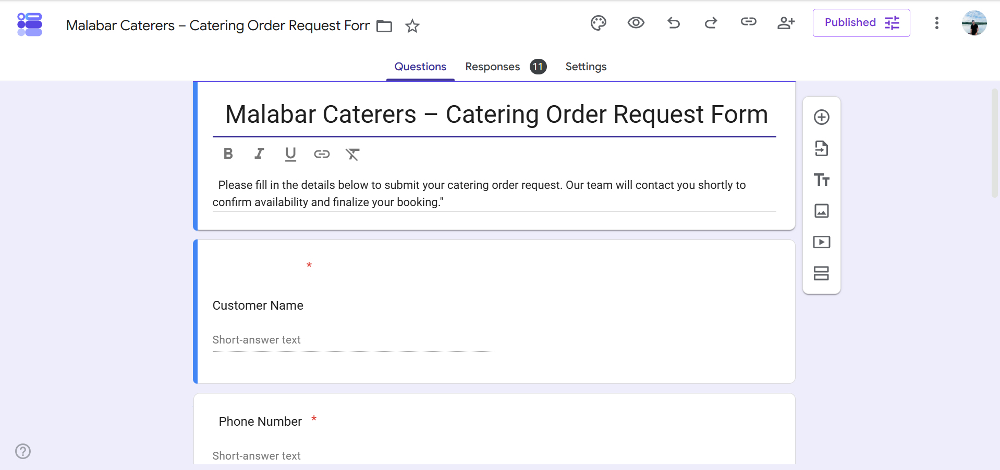 Malabar Caterers – Catering Order Request Form
Published
Questions
Responses
11
Settings
Malabar Caterers – Catering Order Request Form
B I U
Please fill in the details below to submit your catering order request. Our team will contact you shortly to
confirm availability and finalize your booking."
*
Customer Name
Short-answer text
Phone Number *
Short-answer text